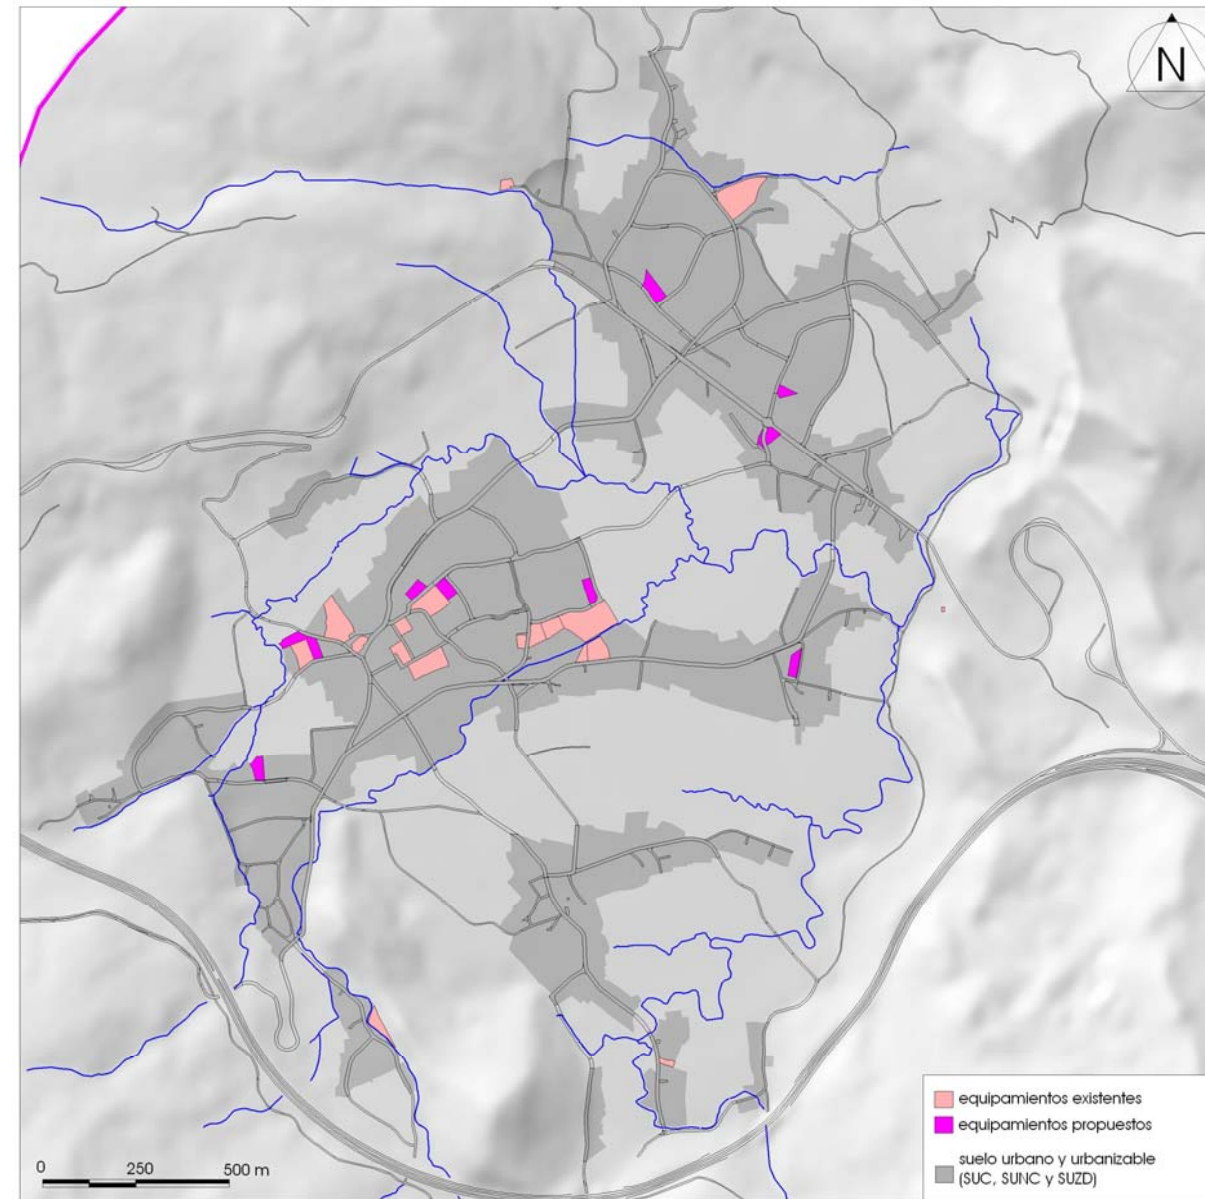 N
equipamientos existentes
equipamientos propuestos
suelo urbano y urbanizable
(SUC, SUNC y SUZD)
0 250 500 m